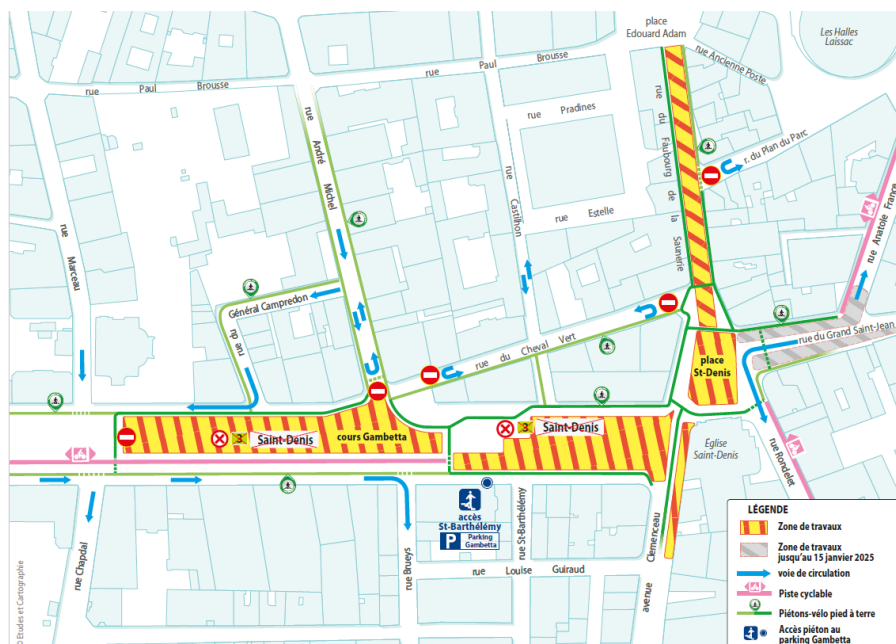 place
Edouard Adam
Les Halles
Laissac
rue Ancienne Poste
rue Paul Brousse
rue Paul Brousse
rue Pradines
rue du Faubourg de la Saunerie
r. du Plan du Parc
rue André Michel
rue Castilhon
rue Estelle
rue Anatole France
rue Marceau
rue du Général Campredon
rue du Cheval Vert
rue du Grand Saint-Jean
place
St-Denis
3 Saint-Denis
cours Gambetta
3 Saint-Denis
Église
Saint-Denis
rue Rondelet
accès
St-Barthélémy
P Parking
Gambetta
rue St-Barthélémy
rue Chapdal
rue Brueys
rue Louise Guiraud
avenue Clemenceau
LÉGENDE
Zone de travaux
Zone de travaux
jusqu'au 15 janvier 2025
voie de circulation
Piste cyclable
Piétons-vélo pied à terre
Accès piéton au
parking Gambetta
Etudes et Cartographie